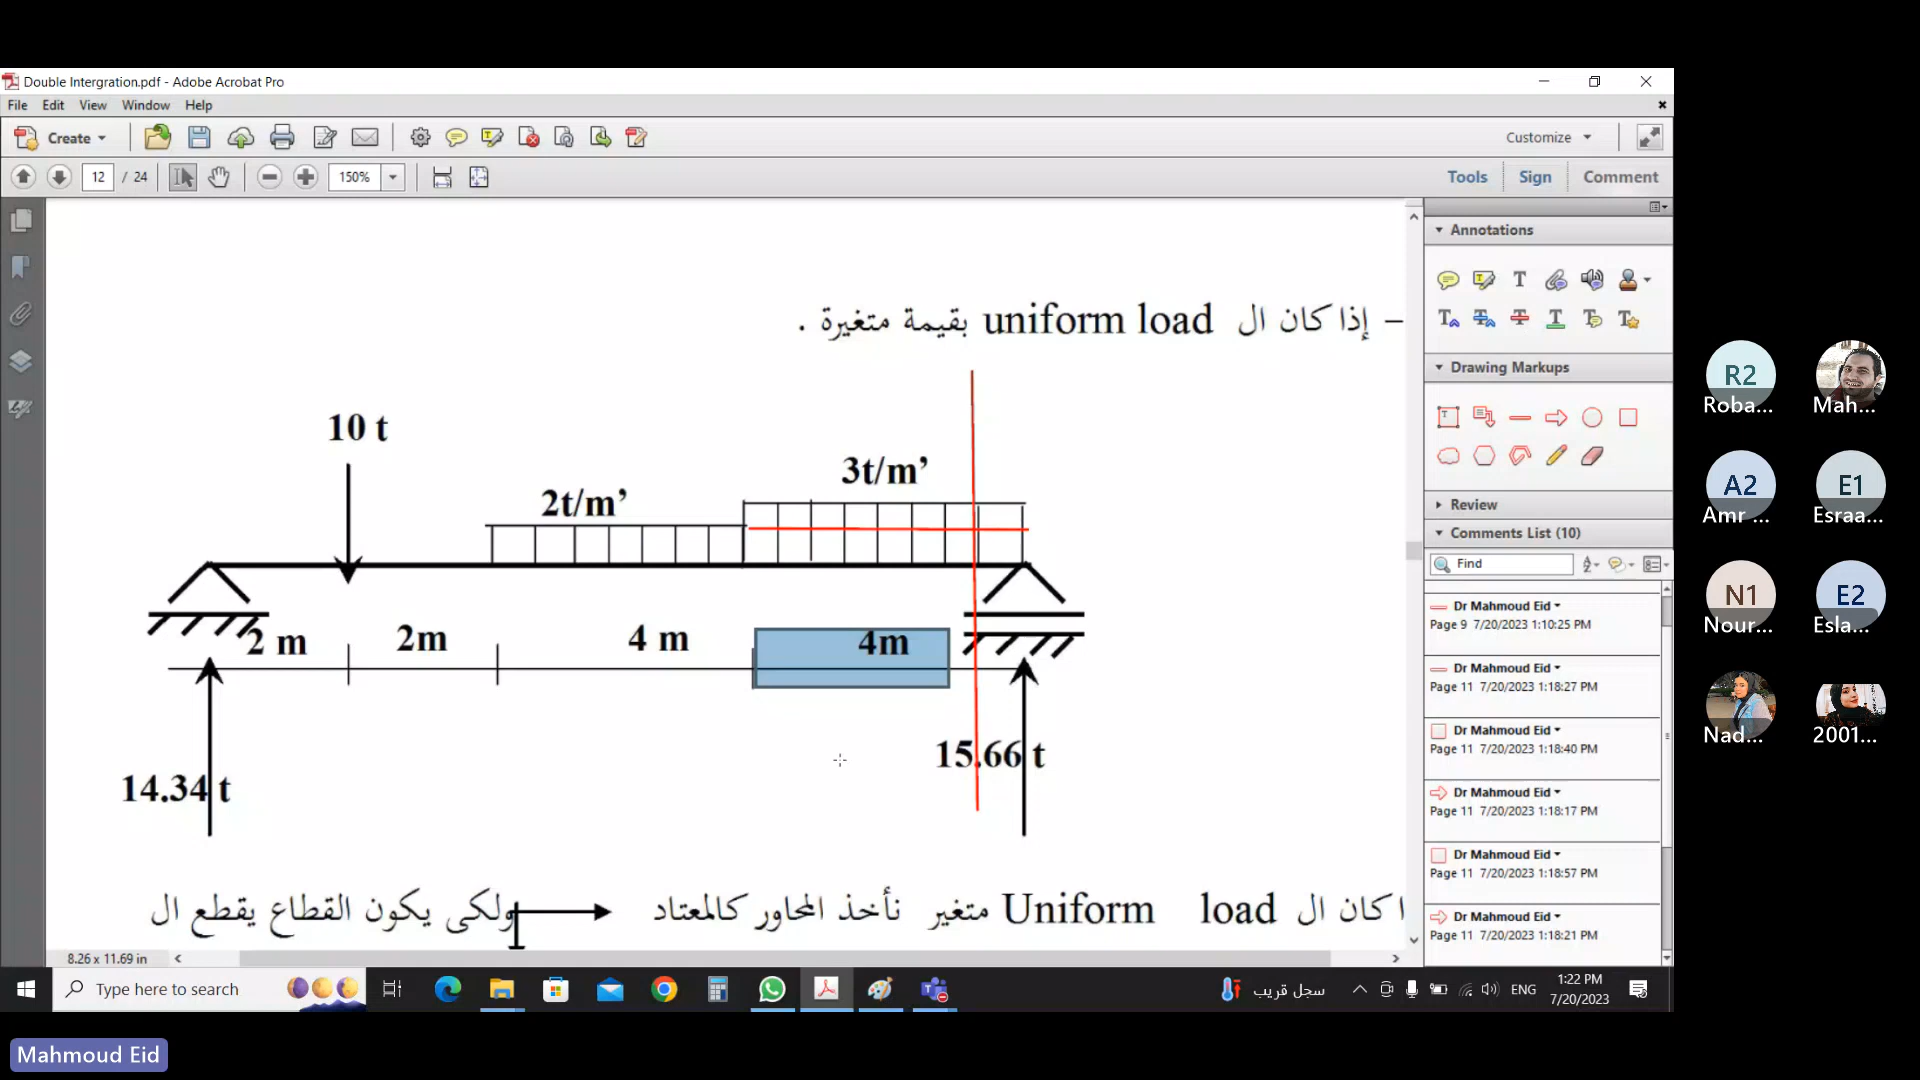 Double Intergration.pdf - Adobe Acrobat Pro
File Edit View Window Help
Create
Customize
12 / 24
150%
Tools Sign Comment
– إذا كان ال uniform load بقيمة متغيرة .
10 t
2t/m’
3t/m’
2 m
2m
4 m
4m
14.34 t
15.66 t
ا كان ال Uniform load متغير نأخذ المحاور كالمعتاد
ولكى يكون القطاع يقطع ال
8.26 x 11.69 in
Annotations
Drawing Markups
Review
Comments List (10)
Find
Dr Mahmoud Eid
Page 9 7/20/2023 1:10:25 PM
Dr Mahmoud Eid
Page 11 7/20/2023 1:18:27 PM
Dr Mahmoud Eid
Page 11 7/20/2023 1:18:40 PM
Dr Mahmoud Eid
Page 11 7/20/2023 1:18:17 PM
Dr Mahmoud Eid
Page 11 7/20/2023 1:18:57 PM
Dr Mahmoud Eid
Page 11 7/20/2023 1:18:21 PM
R2
Roba...
Mah...
A2
Amr ...
E1
Esraa...
N1
Nour...
E2
Esla...
Nad...
2001...
Type here to search
سجل قريب
ENG
1:22 PM
7/20/2023
Mahmoud Eid